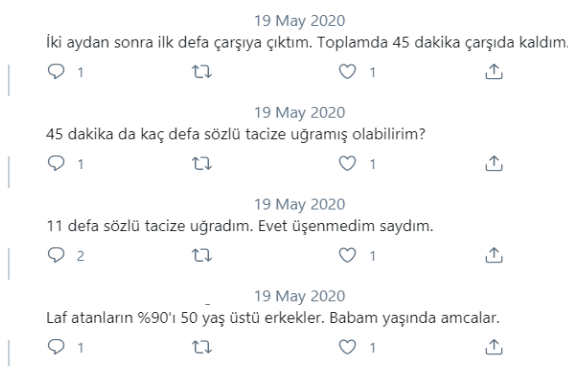 19 May 2020
İki aydan sonra ilk defa çarşıya çıktım. Toplamda 45 dakika çarşıda kaldım.
1 1
19 May 2020
45 dakika da kaç defa sözlü tacize uğramış olabilirim?
1 1
19 May 2020
11 defa sözlü tacize uğradım. Evet üşenmedim saydım.
2 1
19 May 2020
Laf atanların %90'ı 50 yaş üstü erkekler. Babam yaşında amcalar.
1 1